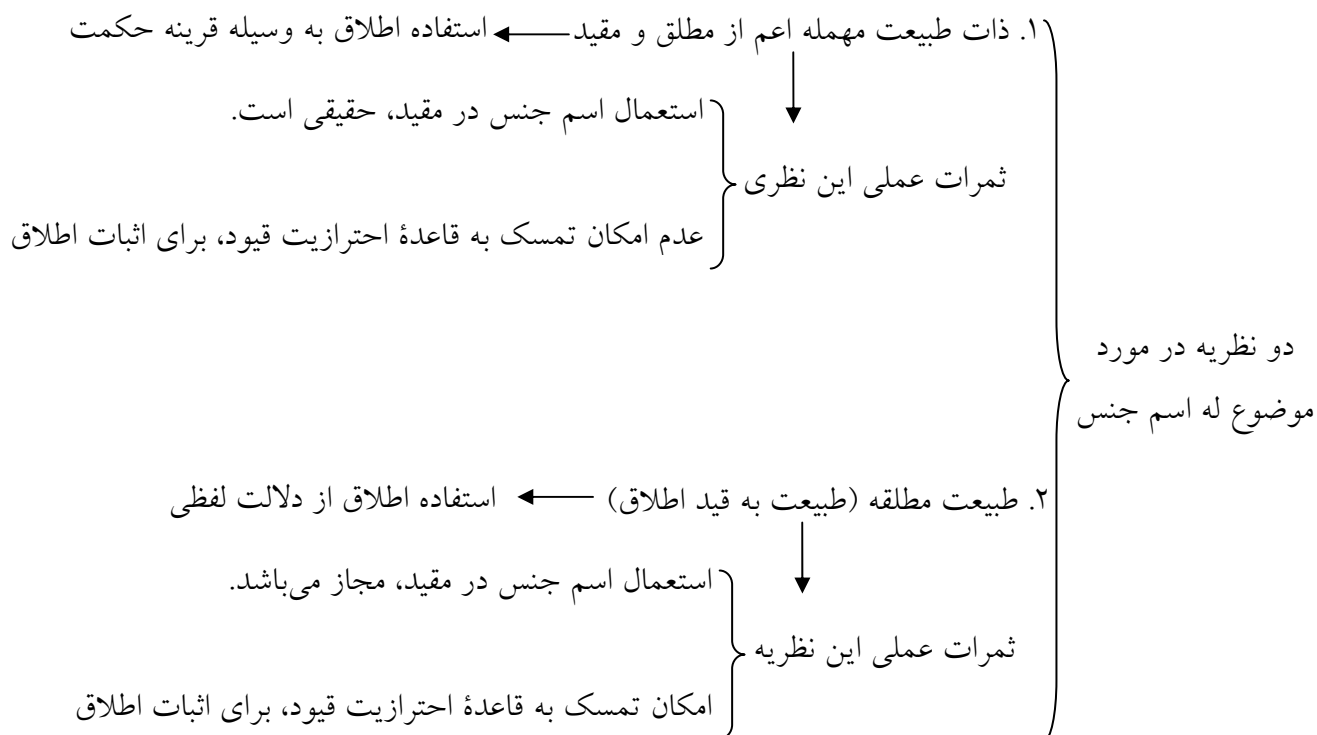 ۱. ذات طبیعت مهمله اعم از مطلق و مقید استفاده اطلاق به وسیله قرینه حکمت
استعمال اسم جنس در مقید، حقیقی است.
ثمرات عملی این نظری
عدم امکان تمسک به قاعدۀ احترازیت قیود، برای اثبات اطلاق
دو نظریه در مورد
موضوع له اسم جنس
۲. طبیعت مطلقه (طبیعت به قید اطلاق) استفاده اطلاق از دلالت لفظی
استعمال اسم جنس در مقید، مجاز می‌باشد.
ثمرات عملی این نظریه
امکان تمسک به قاعدۀ احترازیت قیود، برای اثبات اطلاق